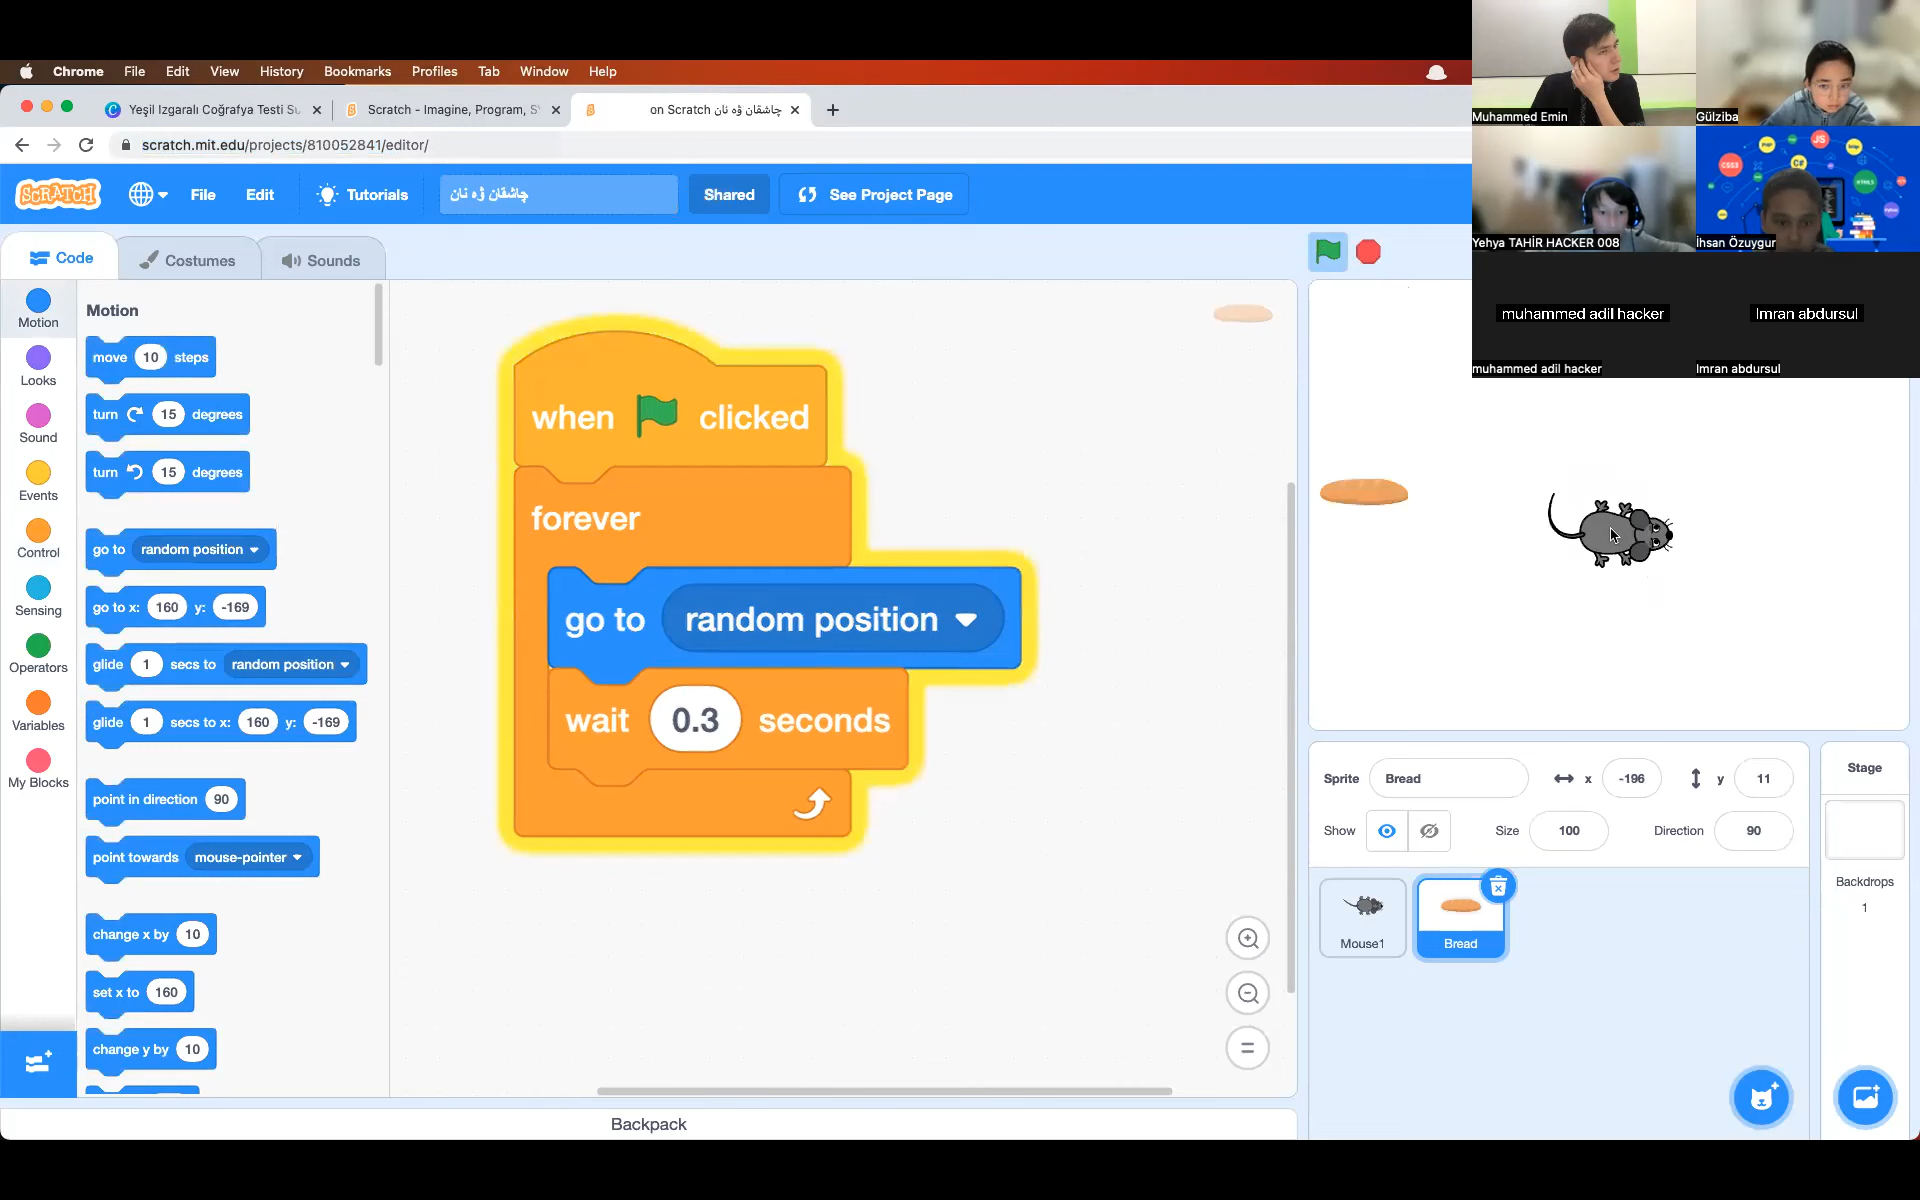 Chrome File Edit View History Bookmarks Profiles Tab Window Help
Yeşil Izgaralı Coğrafya Testi Su
Scratch - Imagine, Program, S
چاشقان ۋە نان on Scratch
scratch.mit.edu/projects/810052841/editor/
SCRATCH
File
Edit
Tutorials
چاشقان ۋە نان
Shared
See Project Page
Code
Costumes
Sounds
Motion
Looks
Sound
Events
Control
Sensing
Operators
Variables
My Blocks
Motion
move 10 steps
turn 15 degrees
turn 15 degrees
go to random position
go to x: 160 y: -169
glide 1 secs to random position
glide 1 secs to x: 160 y: -169
point in direction 90
point towards mouse-pointer
change x by 10
set x to 160
change y by 10
when clicked
forever
go to random position
wait 0.3 seconds
Backpack
Sprite Bread x -196 y 11
Show Size 100 Direction 90
Mouse1
Bread
Stage
Backdrops
1
Muhammed Emin
Gülziba
Yehya TAHİR HACKER 008
CSS3
PHP
JS
C#
HTML5
İhsan Özuygur
muhammed adil hacker
muhammed adil hacker
Imran abdursul
Imran abdursul